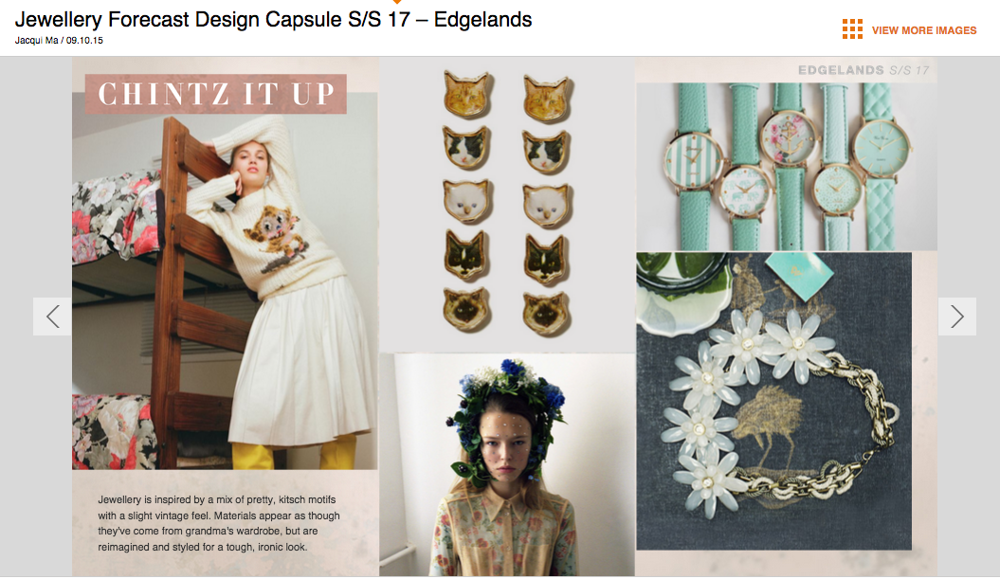 Jewellery Forecast Design Capsule S/S 17 – Edgelands
Jacqui Ma / 09.10.15
VIEW MORE IMAGES
EDGELANDS S/S 17
CHINTZ IT UP
Jewellery is inspired by a mix of pretty, kitsch motifs
with a slight vintage feel. Materials appear as though
they've come from grandma's wardrobe, but are
reimagined and styled for a tough, ironic look.